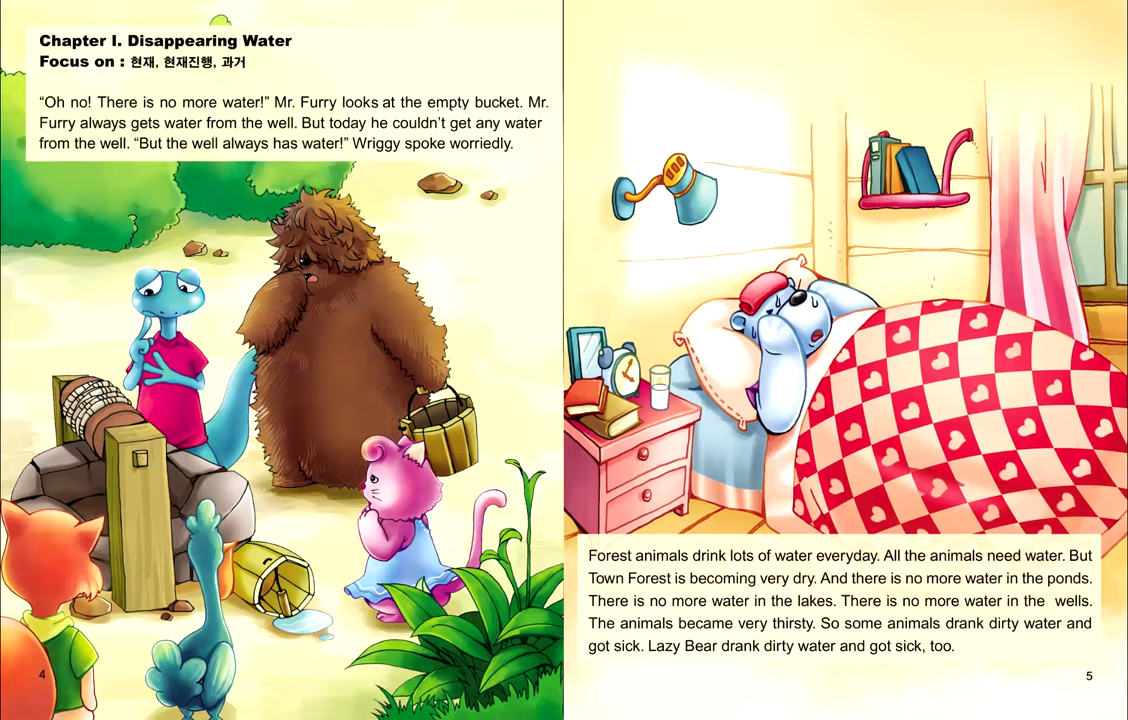 Chapter I. Disappearing Water
Focus on : 현재, 현재진행, 과거
“Oh no! There is no more water!” Mr. Furry looks at the empty bucket. Mr.
Furry always gets water from the well. But today he couldn’t get any water
from the well. “But the well always has water!” Wriggy spoke worriedly.
4
Forest animals drink lots of water everyday. All the animals need water. But
Town Forest is becoming very dry. And there is no more water in the ponds.
There is no more water in the lakes. There is no more water in the wells.
The animals became very thirsty. So some animals drank dirty water and
got sick. Lazy Bear drank dirty water and got sick, too.
5